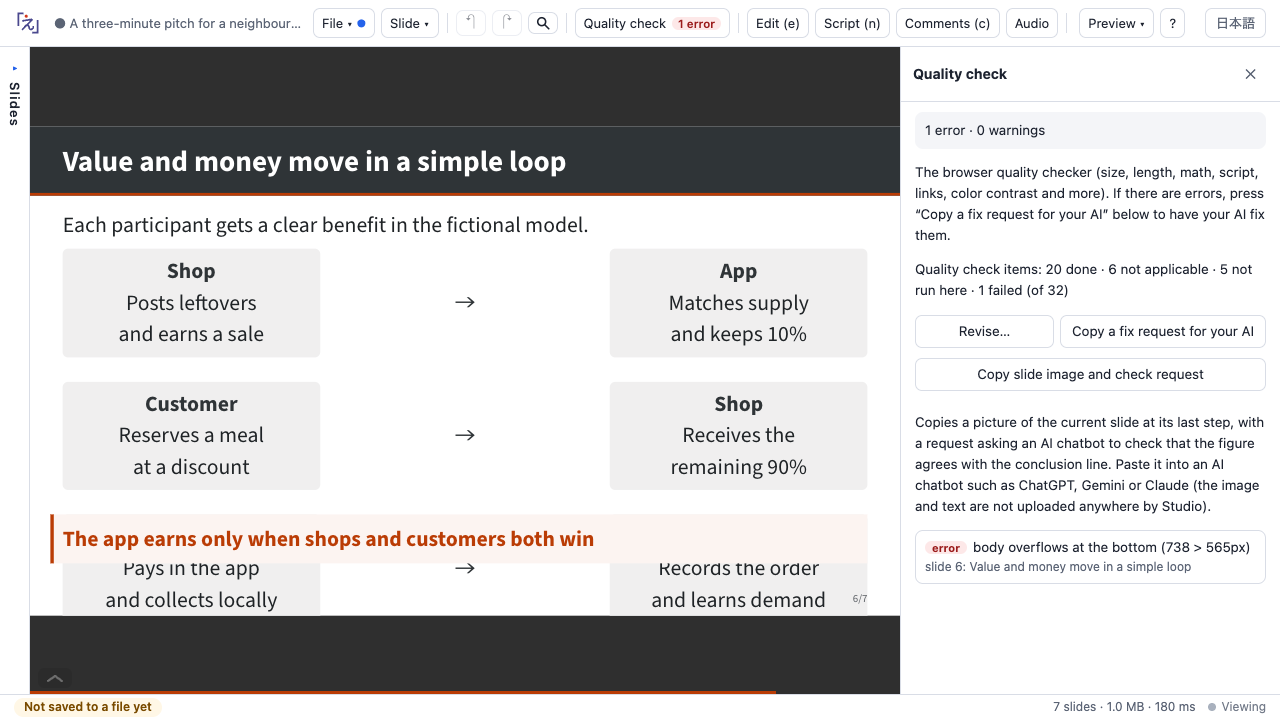 A three-minute pitch for a neighbour...
File
Slide
Quality check 1 error
Edit (e)
Script (n)
Comments (c)
Audio
Preview
?
日本語
Slides
Value and money move in a simple loop
Each participant gets a clear benefit in the fictional model.
Shop
Posts leftovers
and earns a sale
→
App
Matches supply
and keeps 10%
Customer
Reserves a meal
at a discount
→
Shop
Receives the
remaining 90%
The app earns only when shops and customers both win
Pays in the app
and collects locally
→
Records the order
and learns demand
6/7
Quality check
1 error · 0 warnings
The browser quality checker (size, length, math, script,
links, color contrast and more). If there are errors, press
“Copy a fix request for your AI” below to have your AI fix
them.
Quality check items: 20 done · 6 not applicable · 5 not
run here · 1 failed (of 32)
Revise...
Copy a fix request for your AI
Copy slide image and check request
Copies a picture of the current slide at its last step, with
a request asking an AI chatbot to check that the figure
agrees with the conclusion line. Paste it into an AI
chatbot such as ChatGPT, Gemini or Claude (the image
and text are not uploaded anywhere by Studio).
error body overflows at the bottom (738 > 565px)
slide 6: Value and money move in a simple loop
Not saved to a file yet
7 slides · 1.0 MB · 180 ms
Viewing